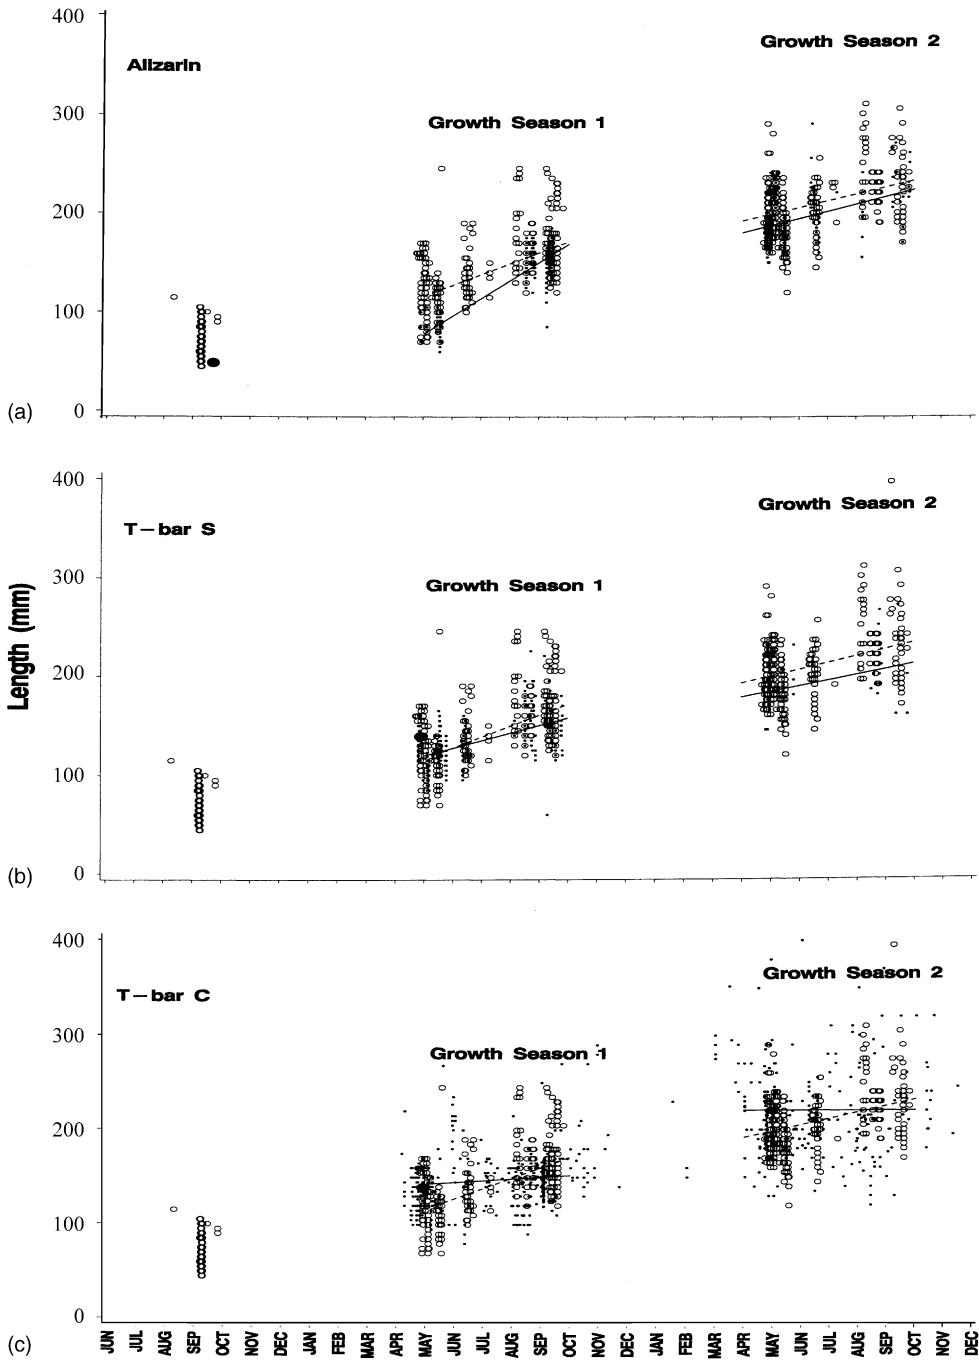 400
Growth Season 2
Alizarin
300
Growth Season 1
200
100
0
(a)
400
Growth Season 2
T–bar S
300
Growth Season 1
Length (mm)
200
100
0
(b)
400
Growth Season 2
T–bar C
300
Growth Season 1
200
100
0
(c)
JUN JUL AUG SEP OCT NOV DEC JAN FEB MAR APR MAY JUN JUL AUG SEP OCT NOV DEC JAN FEB MAR APR MAY JUN JUL AUG SEP OCT NOV DEC